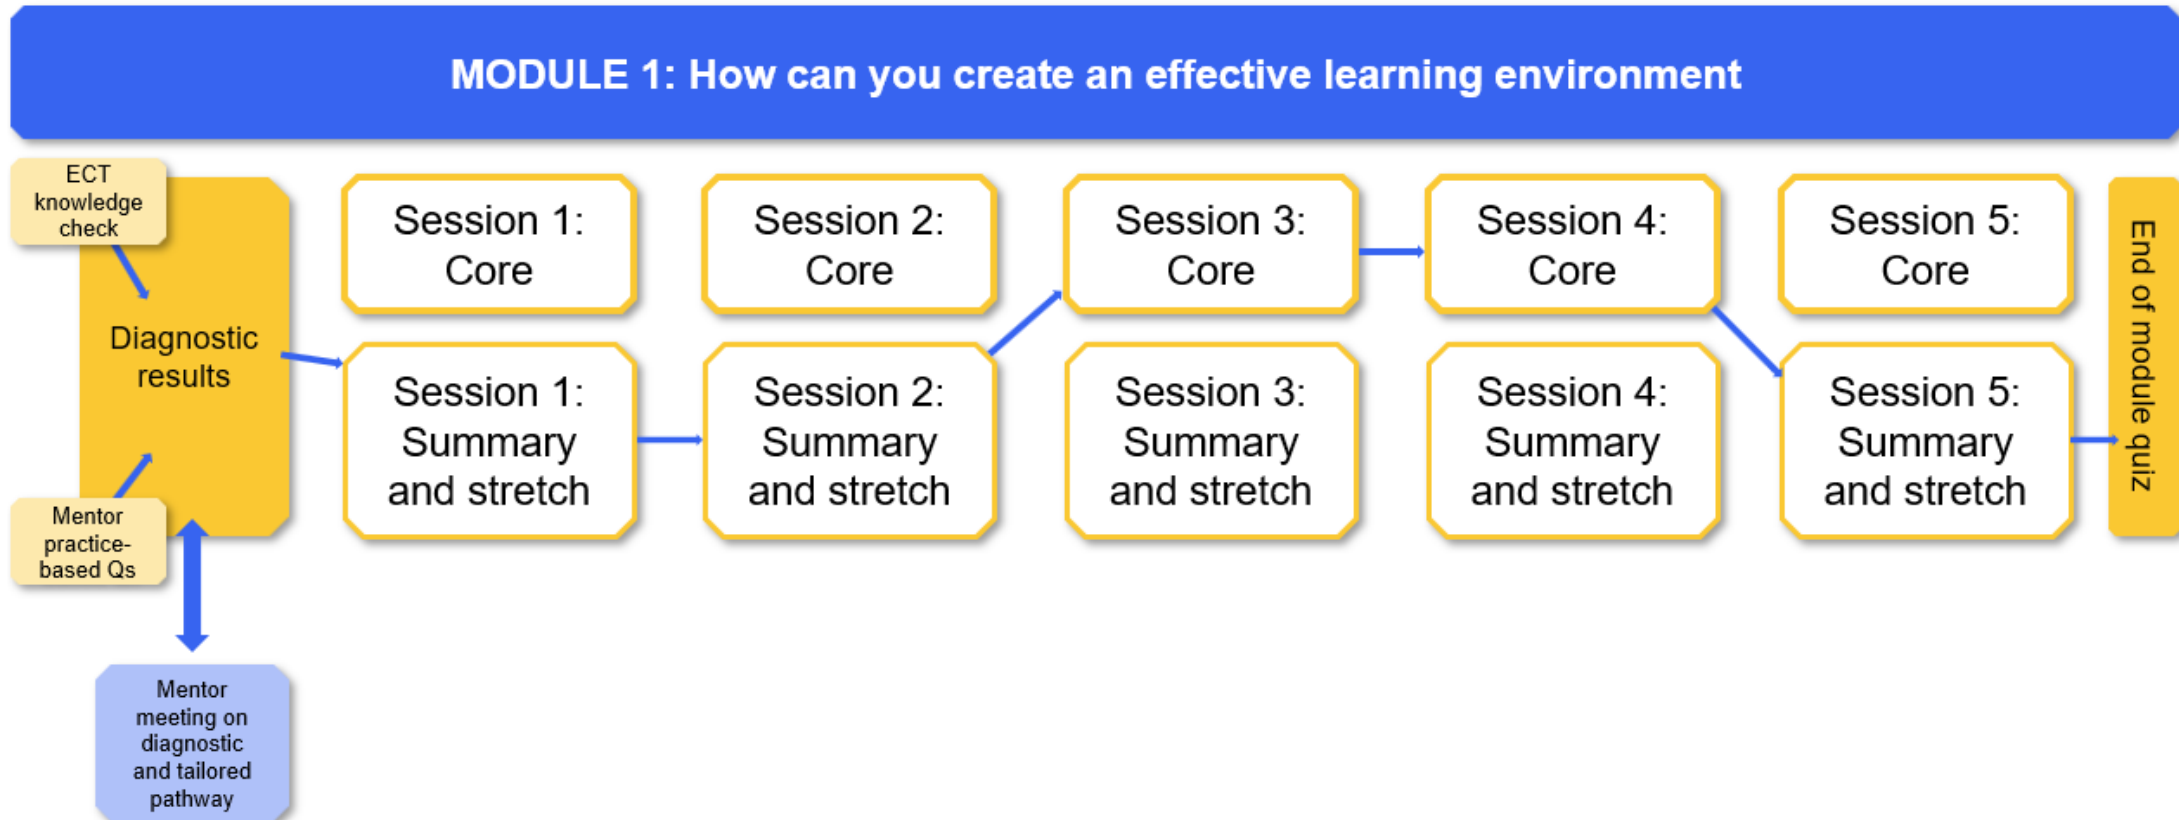 MODULE 1: How can you create an effective learning environment
ECT
knowledge
check
Diagnostic
results
Mentor
practice-
based Qs
Mentor
meeting on
diagnostic
and tailored
pathway
Session 1:
Core
Session 2:
Core
Session 3:
Core
Session 4:
Core
Session 5:
Core
Session 1:
Summary
and stretch
Session 2:
Summary
and stretch
Session 3:
Summary
and stretch
Session 4:
Summary
and stretch
Session 5:
Summary
and stretch
End of module quiz